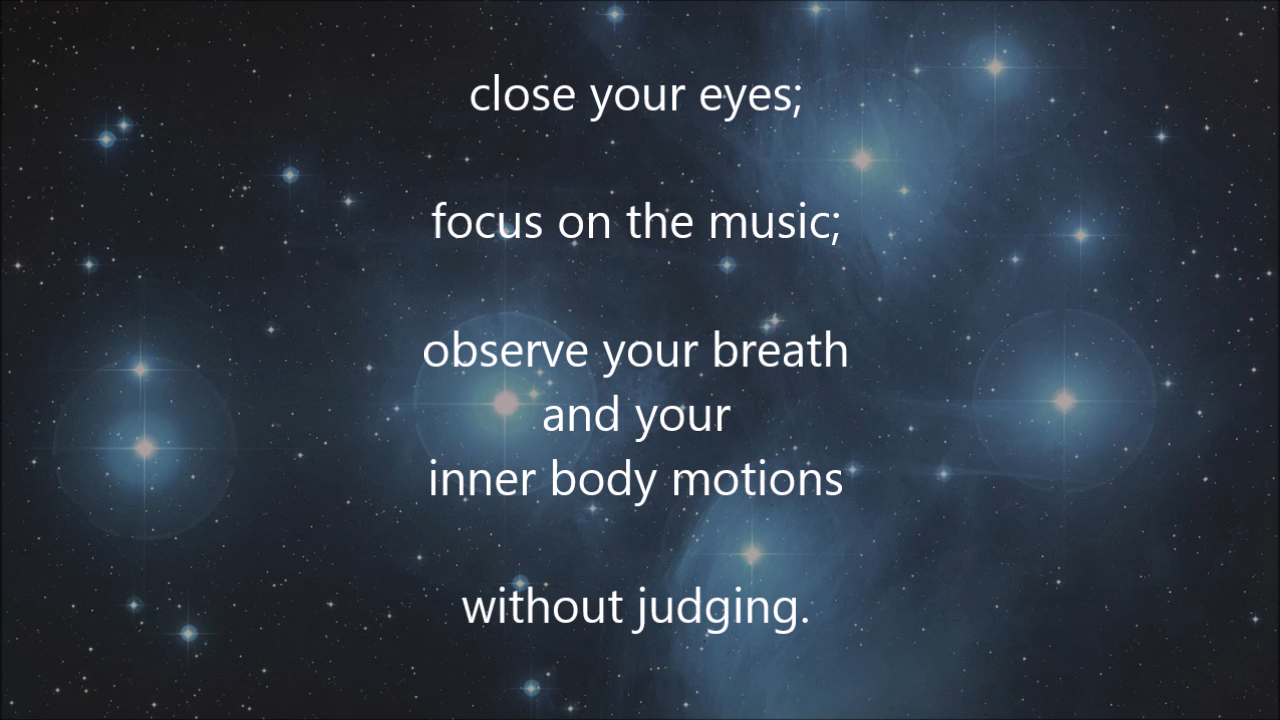 close your eyes;
focus on the music;
observe your breath
and your
inner body motions
without judging.